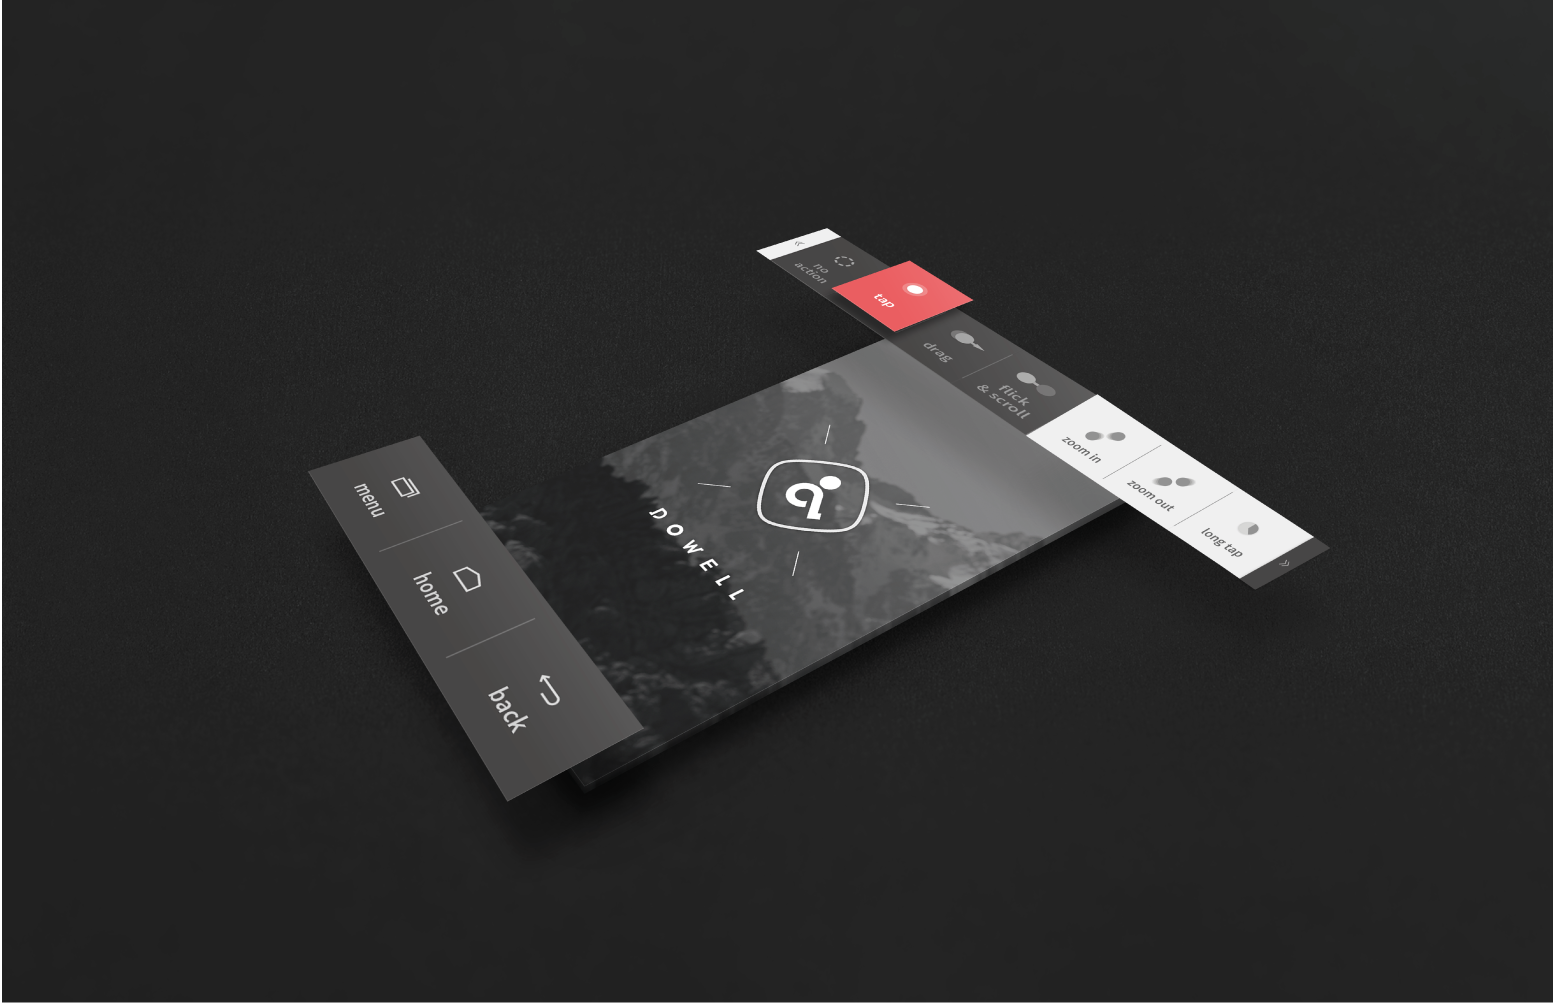 no
action
tap
drag
flick
& scroll
zoom in
zoom out
long tap
DOWELL
menu
home
back